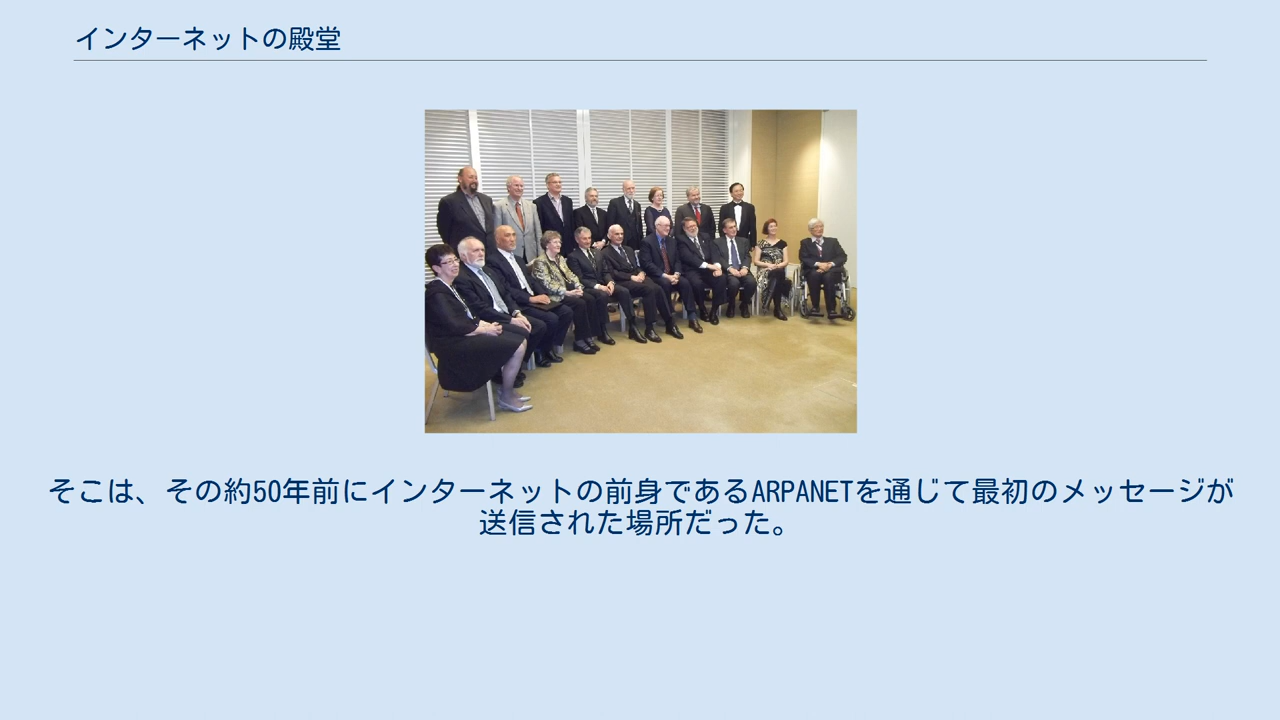 インターネットの殿堂
そこは、その約50年前にインターネットの前身であるARPANETを通じて最初のメッセージが
送信された場所だった。